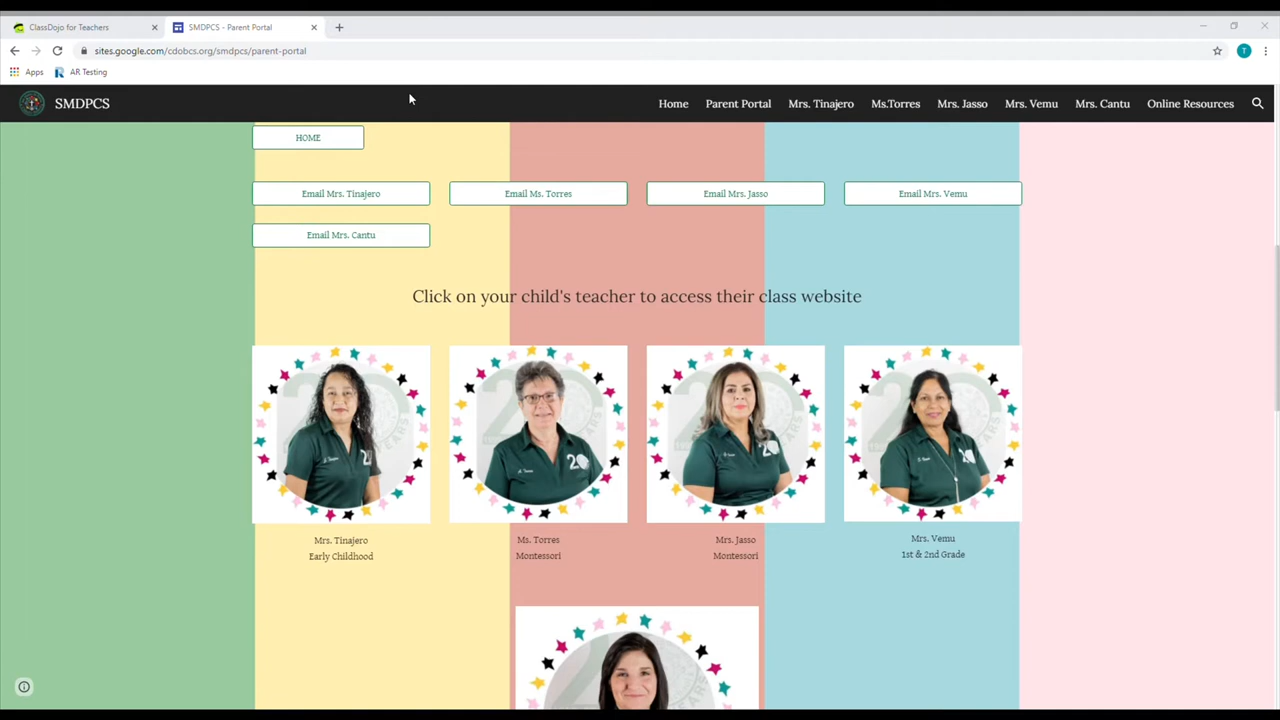 ClassDojo for Teachers
SMDPCS - Parent Portal
sites.google.com/cdobcs.org/smdpcs/parent-portal
T
Apps
AR Testing
SMDPCS
Home
Parent Portal
Mrs. Tinajero
Ms.Torres
Mrs. Jasso
Mrs. Vemu
Mrs. Cantu
Online Resources
HOME
Email Mrs. Tinajero
Email Ms. Torres
Email Mrs. Jasso
Email Mrs. Vemu
Email Mrs. Cantu
Click on your child's teacher to access their class website
Mrs. Tinajero
Early Childhood
Ms. Torres
Montessori
Mrs. Jasso
Montessori
Mrs. Vemu
1st & 2nd Grade